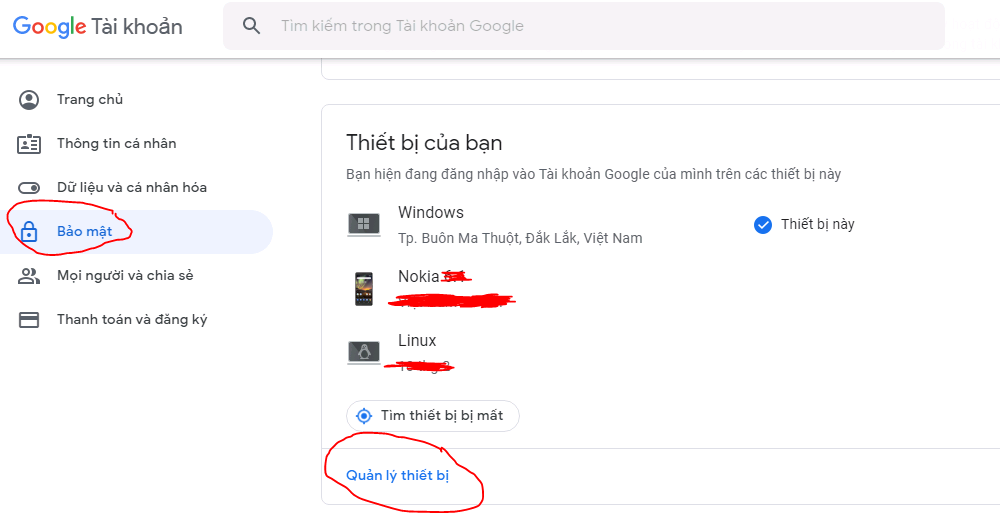 Google Tài khoản
Tìm kiếm trong Tài khoản Google
Trang chủ
Thông tin cá nhân
Dữ liệu và cá nhân hóa
Bảo mật
Mọi người và chia sẻ
Thanh toán và đăng ký
Thiết bị của bạn
Bạn hiện đang đăng nhập vào Tài khoản Google của mình trên các thiết bị này
Windows
Tp. Buôn Ma Thuột, Đắk Lắk, Việt Nam
Thiết bị này
Nokia
Linux
Tìm thiết bị bị mất
Quản lý thiết bị